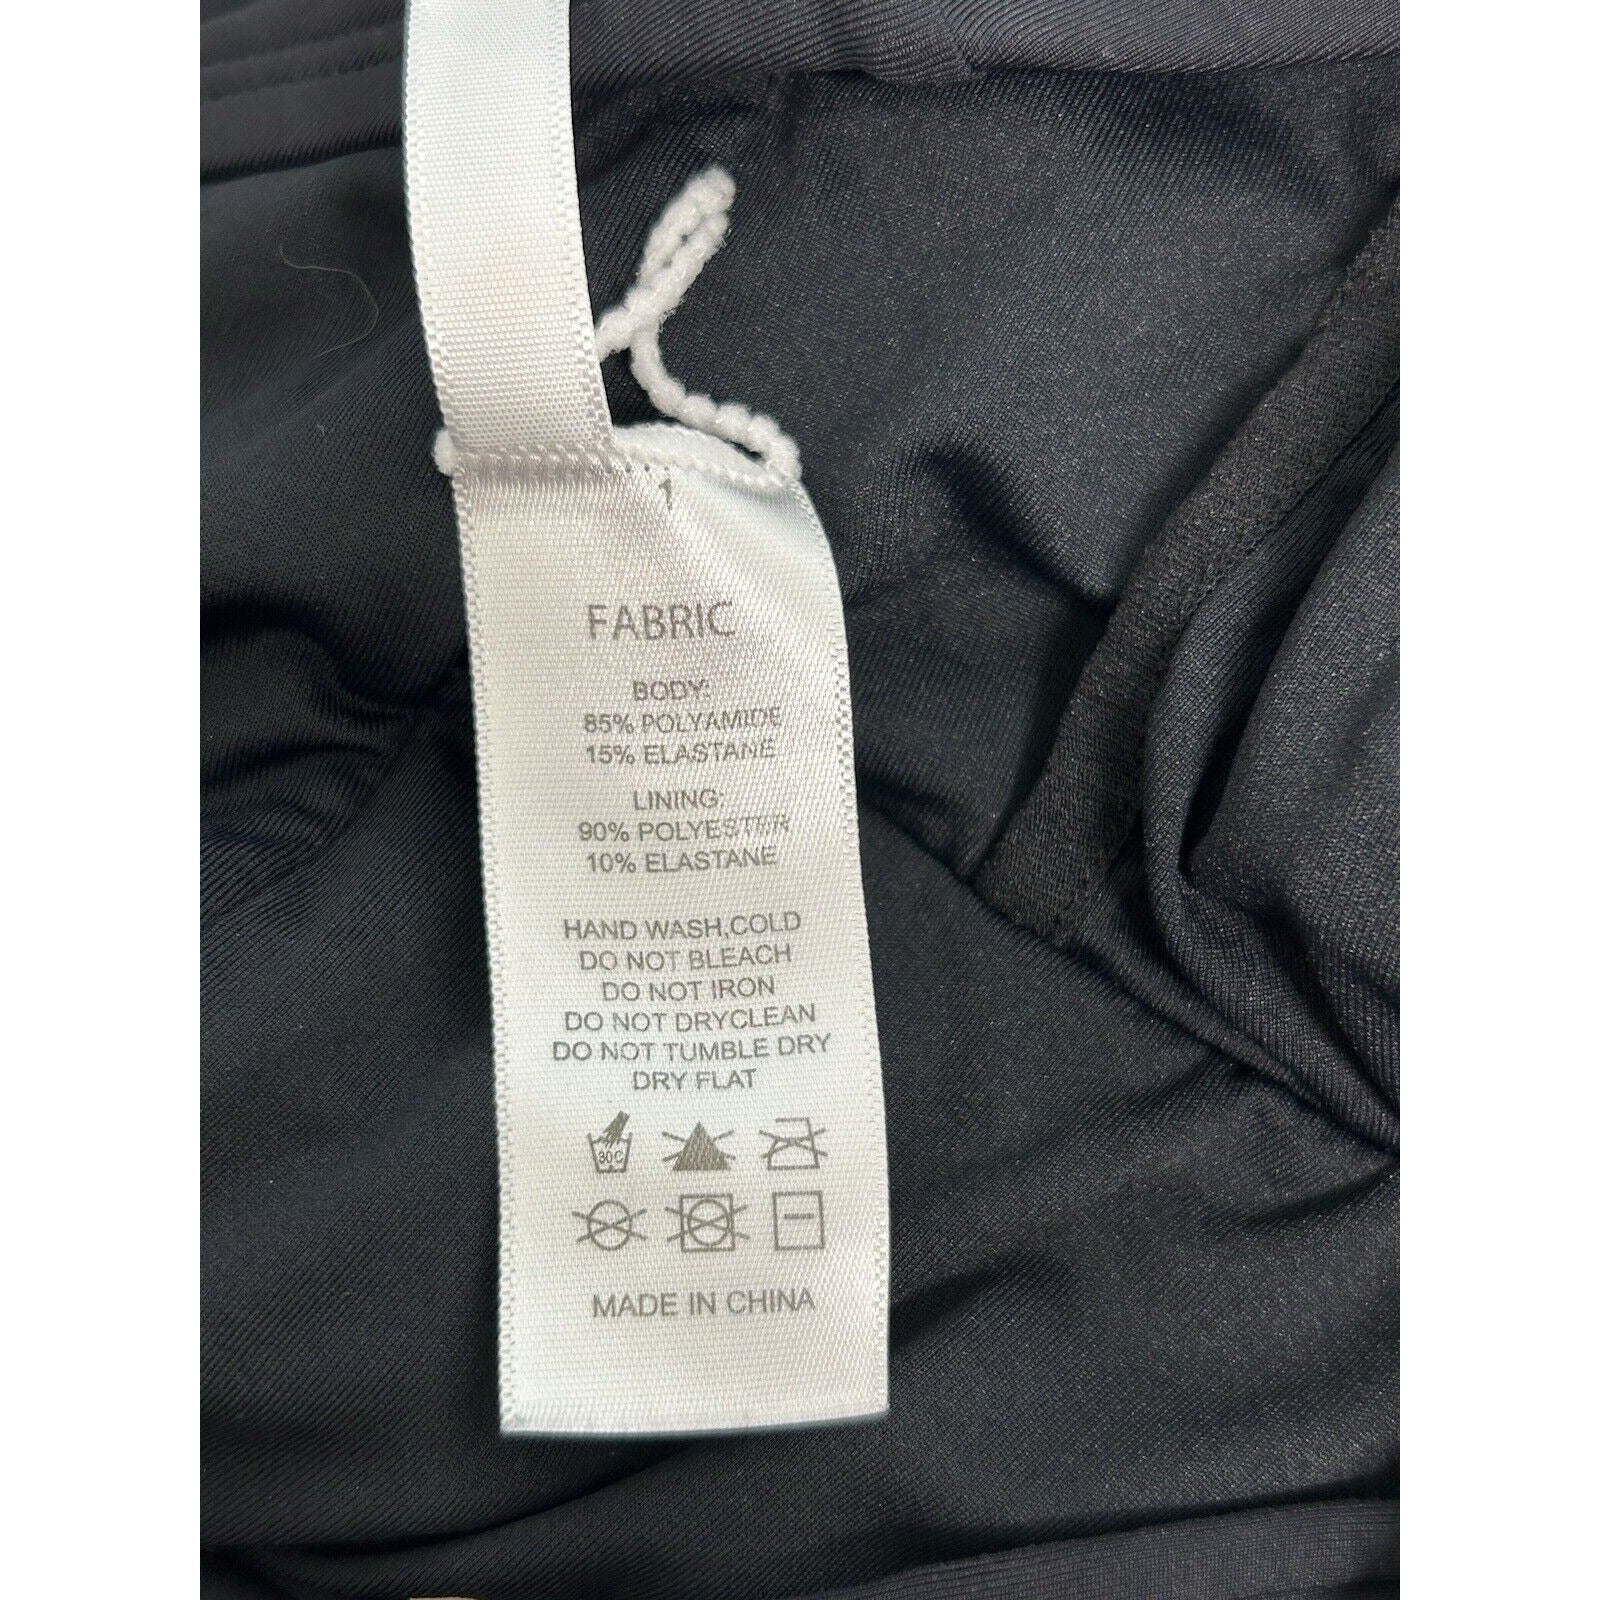 1
FABRIC
BODY:
85% POLYAMIDE
15% ELASTANE
LINING:
90% POLYESTER
10% ELASTANE
HAND WASH,COLD
DO NOT BLEACH
DO NOT IRON
DO NOT DRYCLEAN
DO NOT TUMBLE DRY
DRY FLAT
30C
MADE IN CHINA